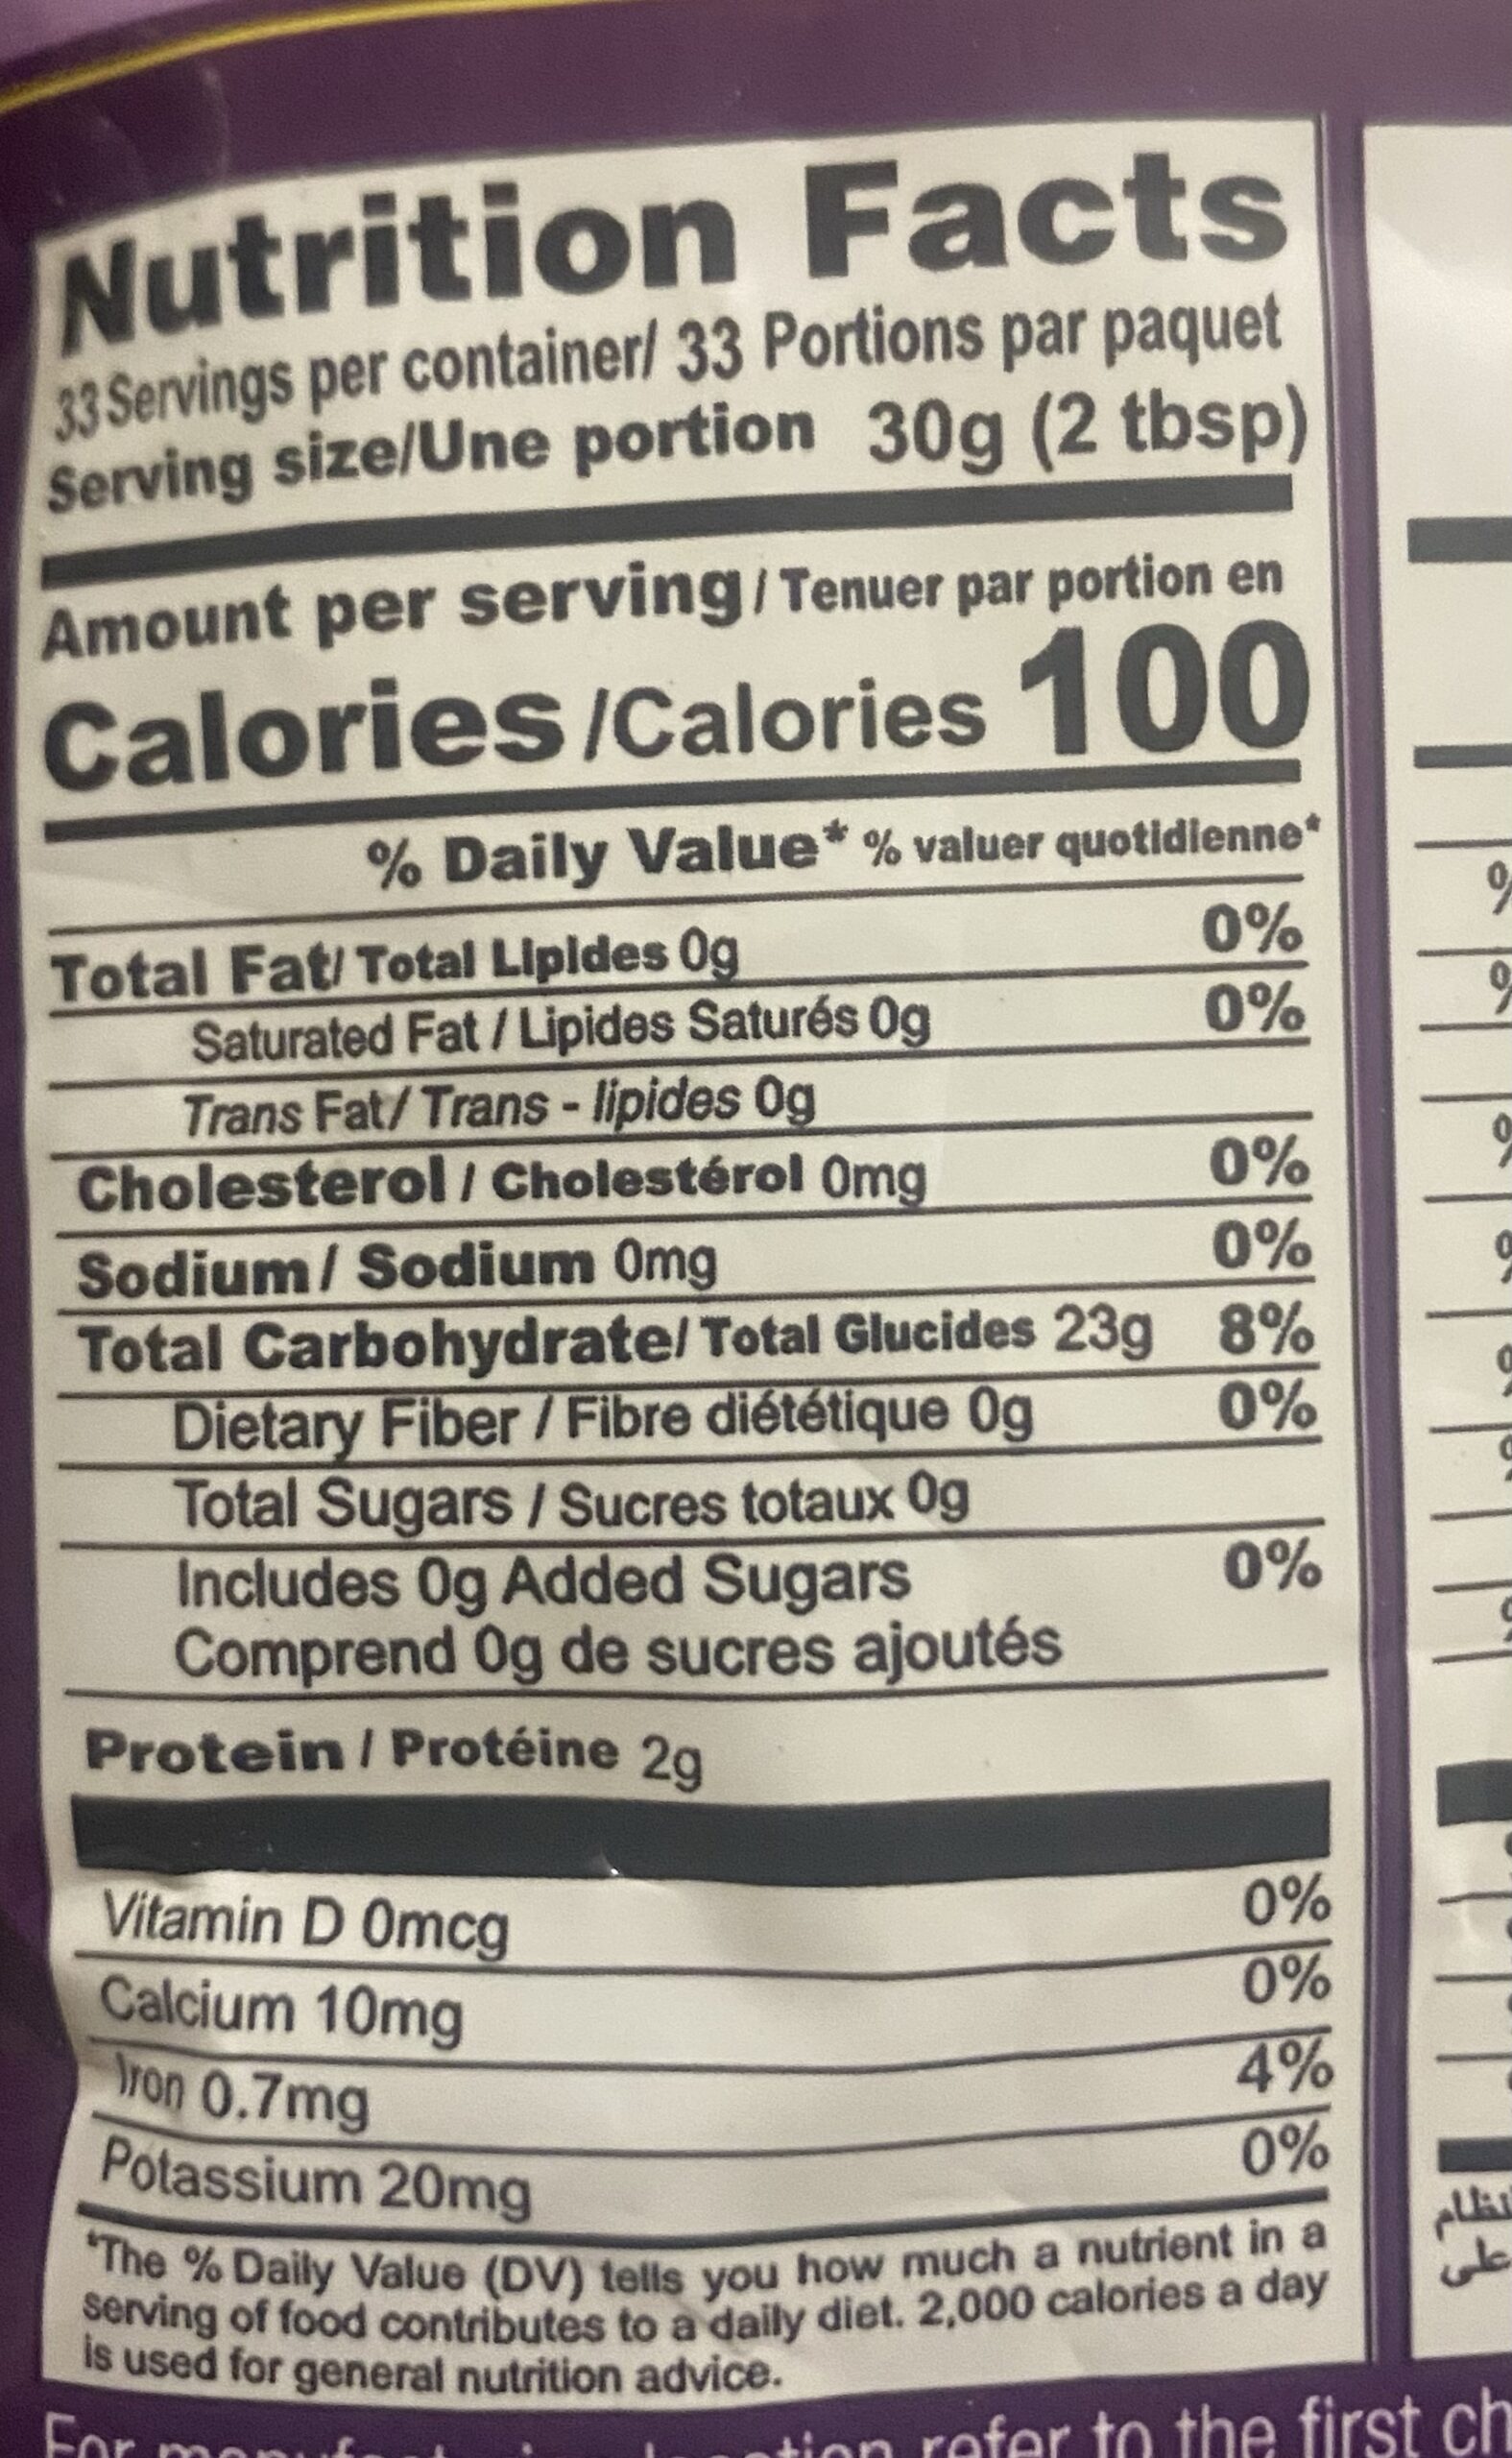 Nutrition Facts
33 Servings per container/ 33 Portions par paquet
Serving size/Une portion 30g (2 tbsp)
Amount per serving / Tenuer par portion en
Calories /Calories 100
% Daily Value* % valuer quotidienne*
Total Fat/ Total Lipides 0g 0%
Saturated Fat / Lipides Saturés 0g 0%
Trans Fat/ Trans - lipides 0g
Cholesterol / Cholestérol 0mg 0%
Sodium/ Sodium 0mg 0%
Total Carbohydrate/ Total Glucides 23g 8%
Dietary Fiber / Fibre diététique 0g 0%
Total Sugars / Sucres totaux 0g
Includes 0g Added Sugars 0%
Comprend 0g de sucres ajoutés
Protein / Protéine 2g
Vitamin D 0mcg 0%
Calcium 10mg 0%
Iron 0.7mg 4%
Potassium 20mg 0%
*The % Daily Value (DV) tells you how much a nutrient in a
serving of food contributes to a daily diet. 2,000 calories a day
is used for general nutrition advice.
For refer to the first
على